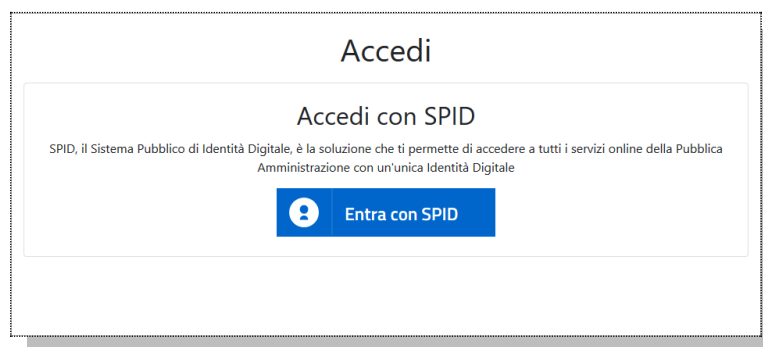 Accedi
Accedi con SPID
SPID, il Sistema Pubblico di Identità Digitale, è la soluzione che ti permette di accedere a tutti i servizi online della Pubblica
Amministrazione con un'unica Identità Digitale
Entra con SPID